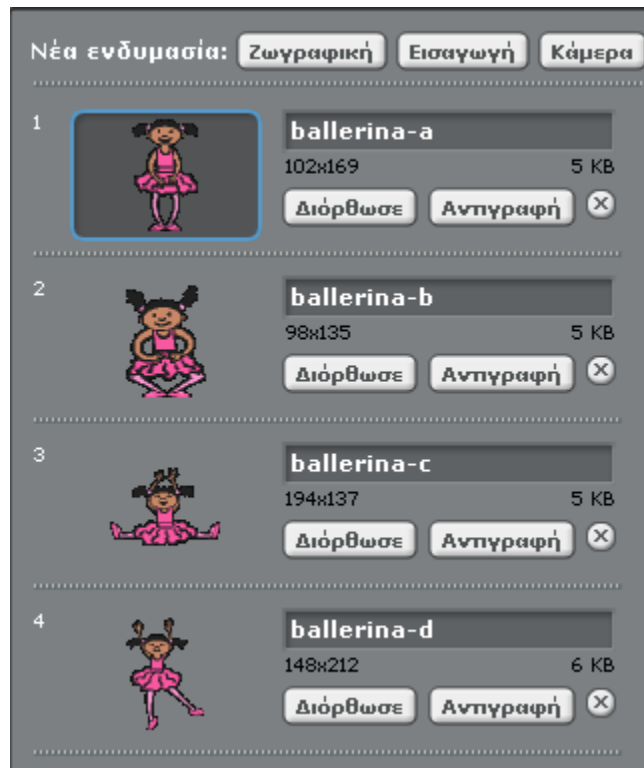 Νέα ενδυμασία: Ζωγραφική Εισαγωγή Κάμερα
1
ballerina-a
102x169 5 KB
Διόρθωσε Αντιγραφή
2
ballerina-b
98x135 5 KB
Διόρθωσε Αντιγραφή
3
ballerina-c
194x137 5 KB
Διόρθωσε Αντιγραφή
4
ballerina-d
148x212 6 KB
Διόρθωσε Αντιγραφή